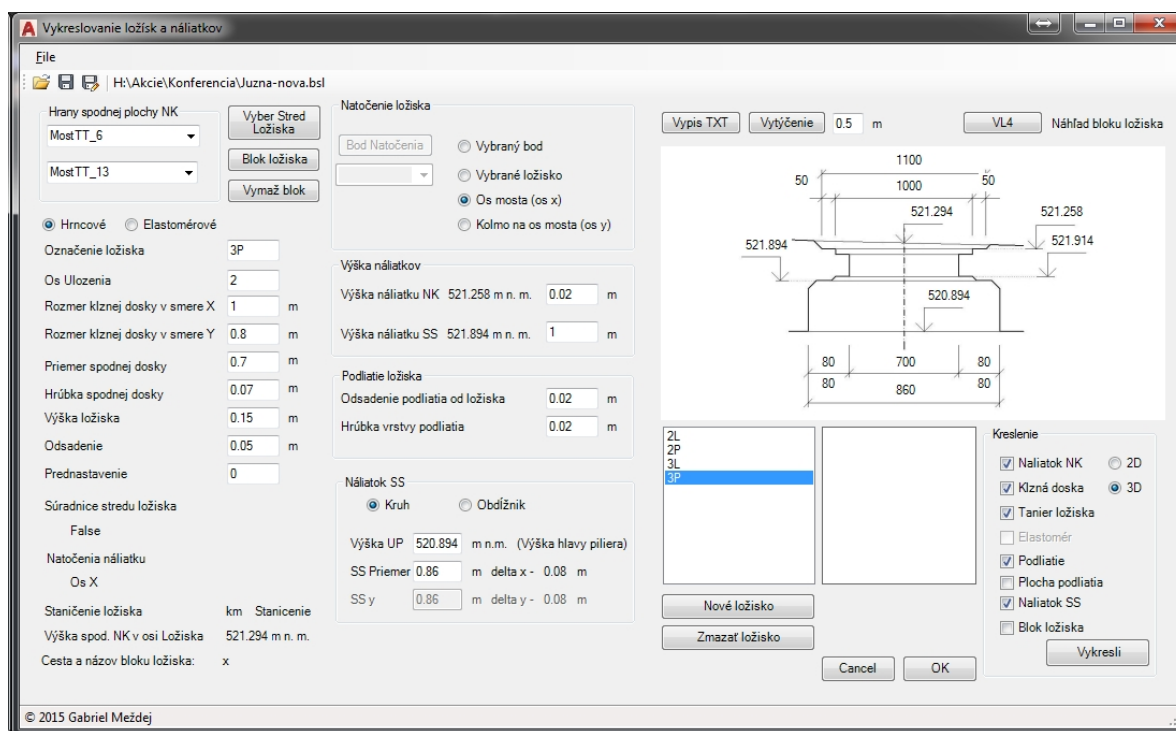 Vykreslovanie ložísk a náliatkov
File
H:\Akcie\Konferencia\Juzna-nova.bsl
Hrany spodnej plochy NK
MostTT_6
MostTT_13
Vyber Stred Ložiska
Blok ložiska
Vymaž blok
Hrncové
Elastomérové
Označenie ložiska 3P
Os Ulozenia 2
Rozmer klznej dosky v smere X 1 m
Rozmer klznej dosky v smere Y 0.8 m
Priemer spodnej dosky 0.7 m
Hrúbka spodnej dosky 0.07 m
Výška ložiska 0.15 m
Odsadenie 0.05 m
Prednastavenie 0
Súradnice stredu ložiska
False
Natočenia náliatku
Os X
Staničenie ložiska km Stanicenie
Výška spod. NK v osi Ložiska 521.294 m n. m.
Cesta a názov bloku ložiska: x
Natočenie ložiska
Bod Natočenia
Vybraný bod
Vybrané ložisko
Os mosta (os x)
Kolmo na os mosta (os y)
Výška náliatkov
Výška náliatku NK 521.258 m n. m. 0.02 m
Výška náliatku SS 521.894 m n. m. 1 m
Podliatie ložiska
Odsadenie podliatia od ložiska 0.02 m
Hrúbka vrstvy podliatia 0.02 m
Náliatok SS
Kruh
Obdĺžnik
Výška UP 520.894 m n.m. (Výška hlavy piliera)
SS Priemer 0.86 m delta x - 0.08 m
SS y 0.86 m delta y - 0.08 m
Vypis TXT
Vytýčenie
0.5 m
VL4
Náhľad bloku ložiska
1100
50 1000 50
521.294 521.258
521.894 521.914
520.894
80 700 80
80 860 80
2L
2P
3L
3P
Nové ložisko
Zmazať ložisko
Cancel
OK
Kreslenie
Naliatok NK
2D
Klzná doska
3D
Tanier ložiska
Elastomér
Podliatie
Plocha podliatia
Naliatok SS
Blok ložiska
Vykresli
© 2015 Gabriel Meždej